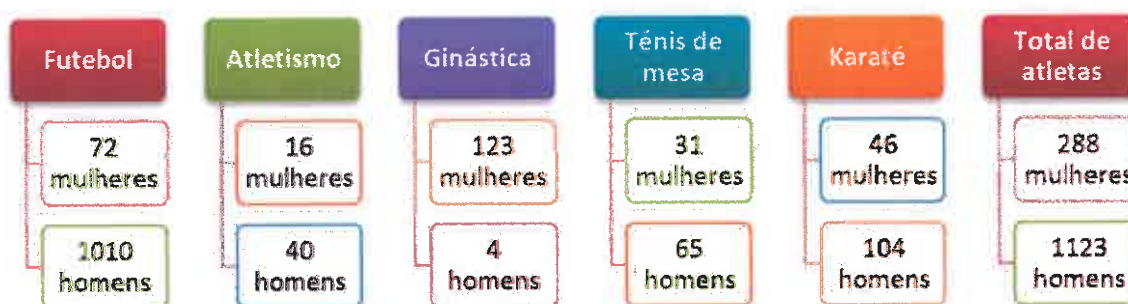 Futebol
72
mulheres
1010
homens
Atletismo
16
mulheres
40
homens
Ginástica
123
mulheres
4
homens
Ténis de
mesa
31
mulheres
65
homens
Karaté
46
mulheres
104
homens
Total de
atletas
288
mulheres
1123
homens